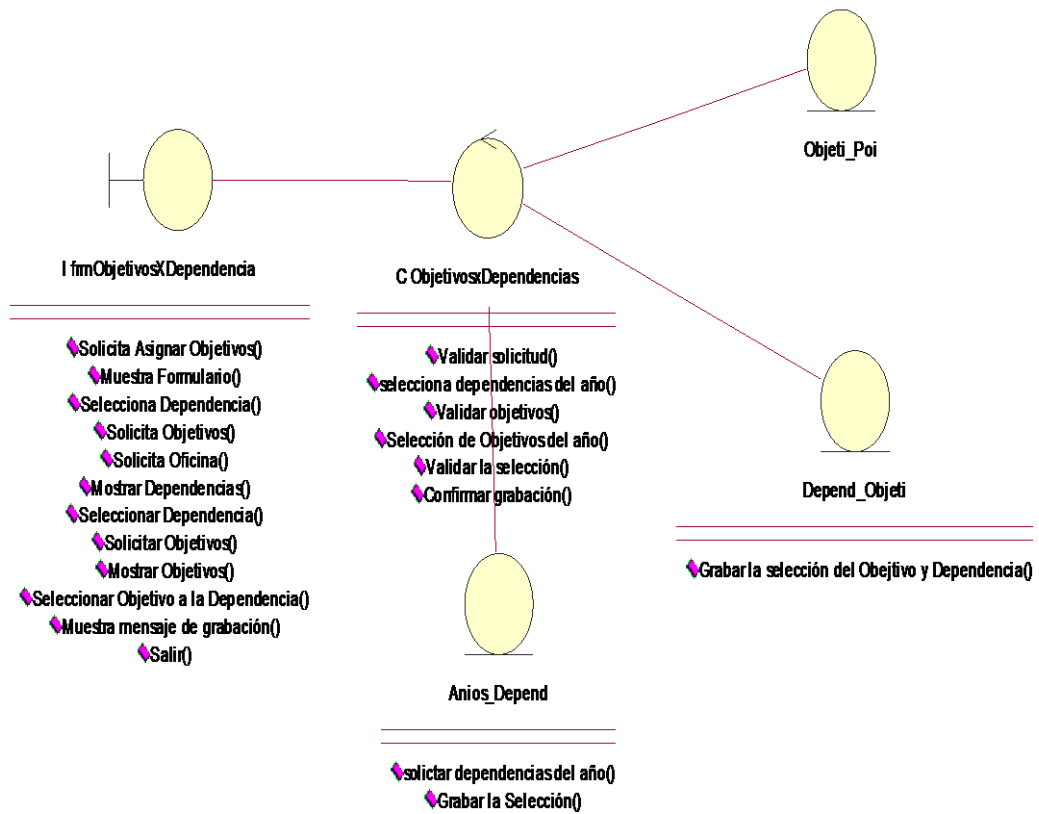 Objeti_Poi
I frmObjetivosXDependencia
Solicita Asignar Objetivos()
Muestra Formulario()
Selecciona Dependencia()
Solicita Objetivos()
Solicita Oficina()
Mostrar Dependencias()
Seleccionar Dependencia()
Solicitar Objetivos()
Mostrar Objetivos()
Seleccionar Objetivo a la Dependencia()
Muestra mensaje de grabación()
Salir()
C ObjetivosxDependencias
Validar solicitud()
selecciona dependencias del año()
Validar objetivos()
Selección de Objetivos del año()
Validar la selección()
Confirmar grabación()
Depend_Objeti
Grabar la selección del Obejtivo y Dependencia()
Anios_Depend
solictar dependencias del año()
Grabar la Selección()